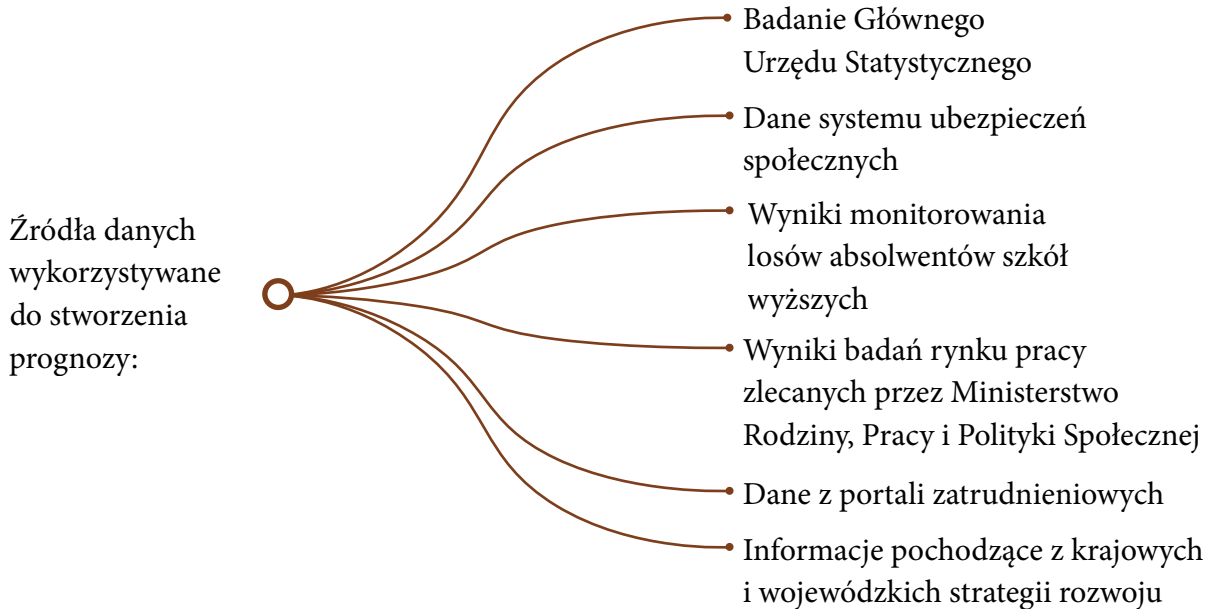 Źródła danych
wykorzystywane
do stworzenia
prognozy:
Badanie Głównego
Urzędu Statystycznego
Dane systemu ubezpieczeń
społecznych
Wyniki monitorowania
losów absolwentów szkół
wyższych
Wyniki badań rynku pracy
zlecanych przez Ministerstwo
Rodziny, Pracy i Polityki Społecznej
Dane z portali zatrudnieniowych
Informacje pochodzące z krajowych
i wojewódzkich strategii rozwoju